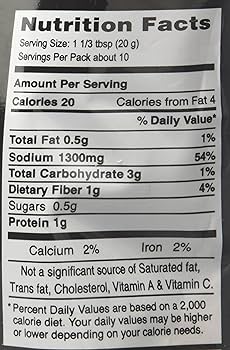 Nutrition Facts
Serving Size: 1 1/3 tbsp (20 g)
Servings Per Pack about 10
Amount Per Serving
Calories 20 Calories from Fat 4
% Daily Value*
Total Fat 0.5g 1%
Sodium 1300mg 54%
Total Carbohydrate 3g 1%
Dietary Fiber 1g 4%
Sugars 0.5g
Protein 1g
Calcium 2% Iron 2%
Not a significant source of Saturated fat,
Trans fat, Cholesterol, Vitamin A & Vitamin C.
*Percent Daily Values are based on a 2,000
calorie diet. Your daily values may be higher
or lower depending on your calorie needs.